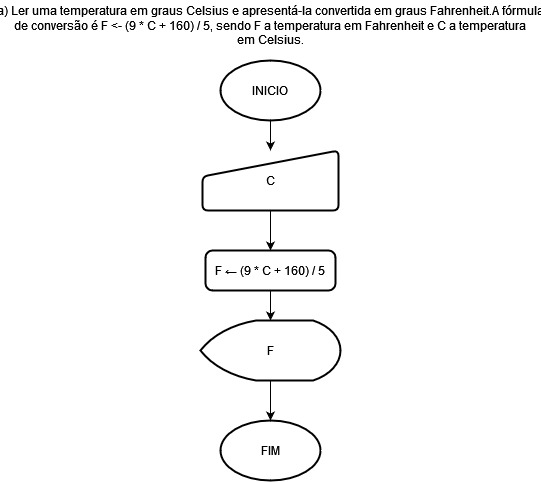 a) Ler uma temperatura em graus Celsius e apresentá-la convertida em graus Fahrenheit.A fórmula
de conversão é F <- (9 * C + 160) / 5, sendo F a temperatura em Fahrenheit e C a temperatura
em Celsius.
INICIO
C
F ← (9 * C + 160) / 5
F
FIM